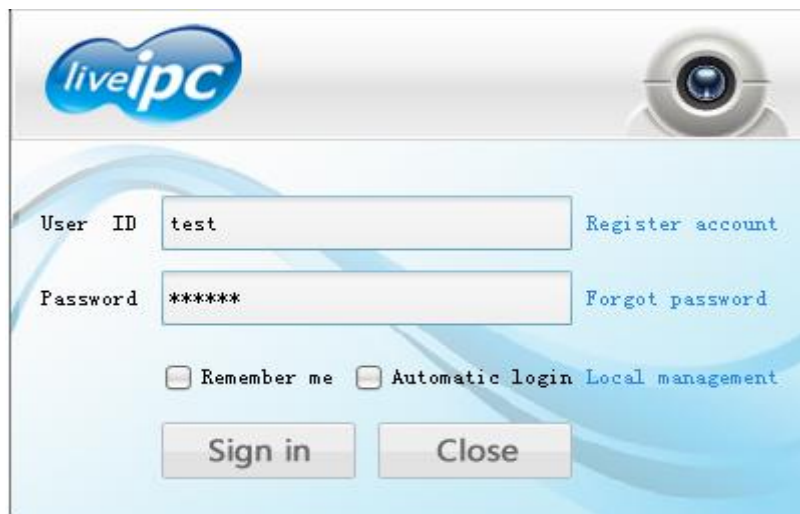 liveipc
User ID test Register account
Password ****** Forgot password
Remember me Automatic login Local management
Sign in Close